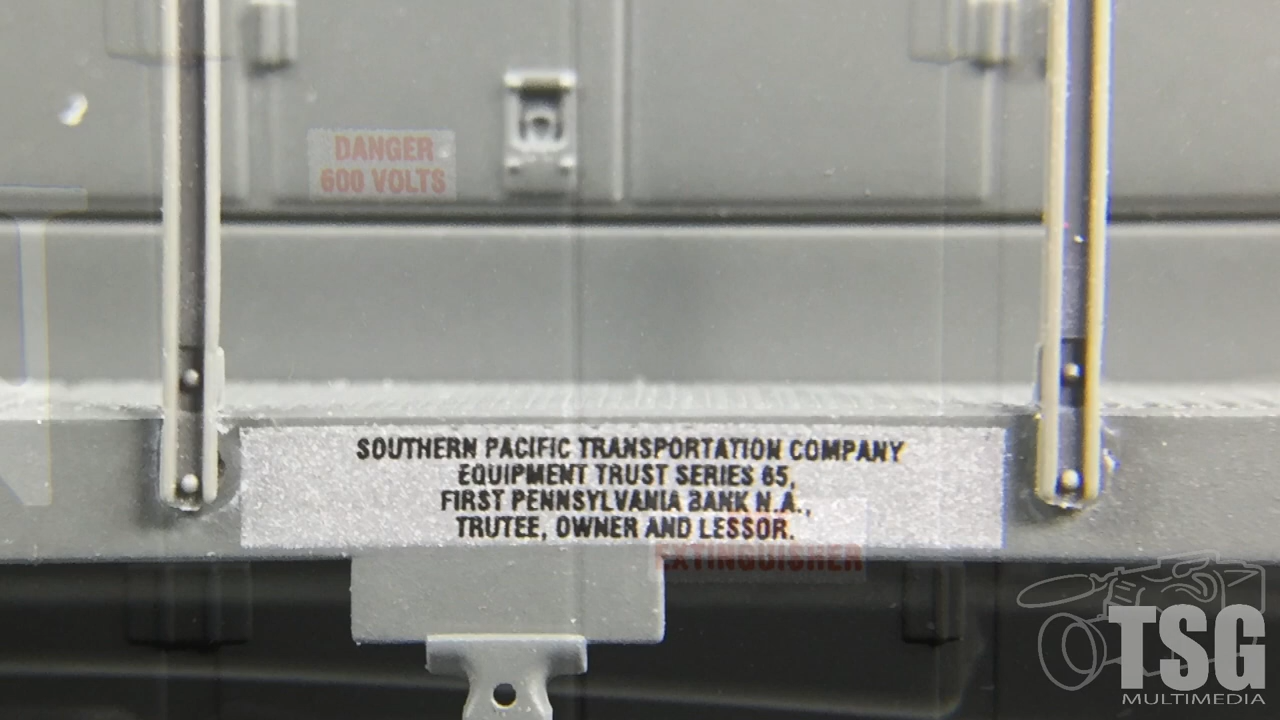 DANGER
600 VOLTS
SOUTHERN PACIFIC TRANSPORTATION COMPANY
EQUIPMENT TRUST SERIES 65,
FIRST PENNSYLVANIA BANK N.A.,
TRUTEE, OWNER AND LESSOR.
EXTINGUISHER
TSG
MULTIMEDIA